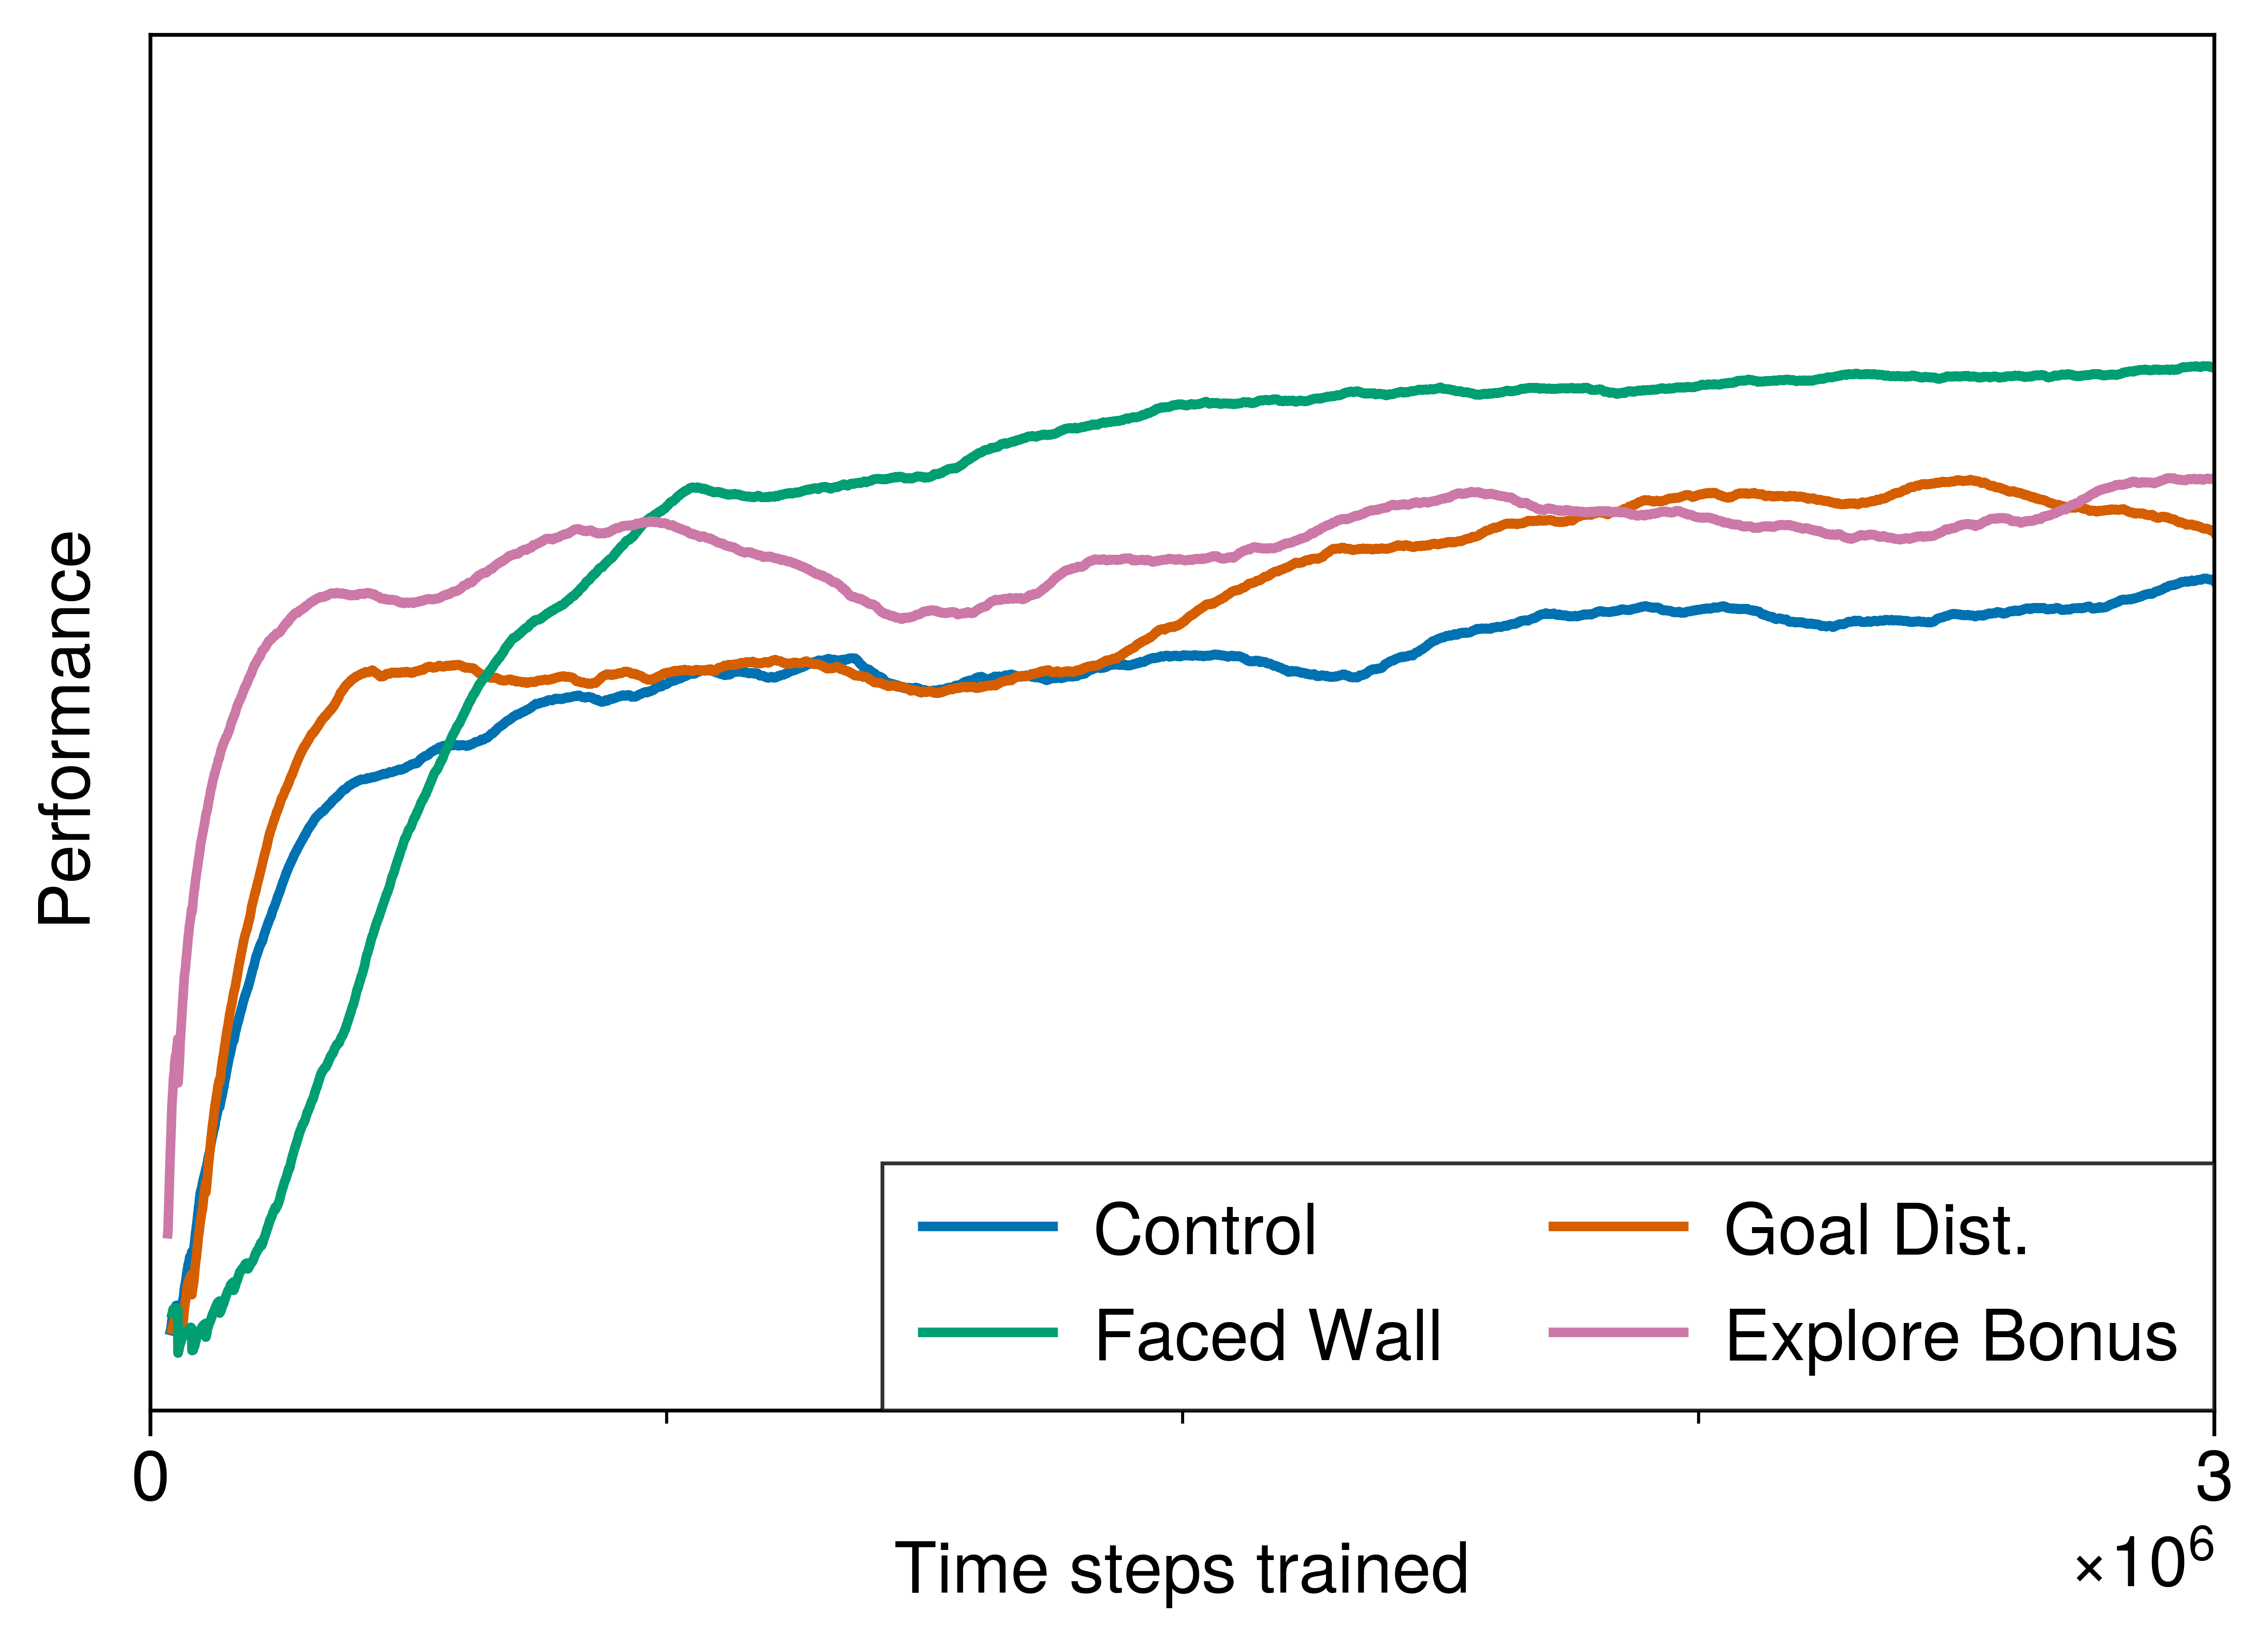 Performance
Control
Goal Dist.
Faced Wall
Explore Bonus
0
3
Time steps trained
×10⁶